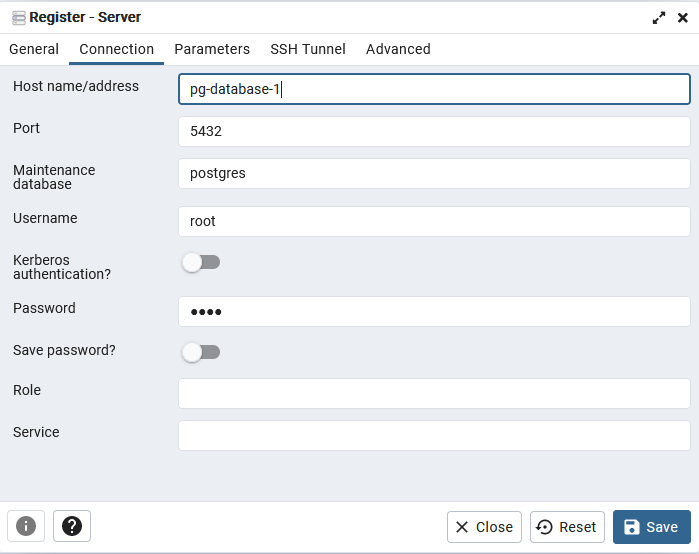 Register - Server
General Connection Parameters SSH Tunnel Advanced
Host name/address pg-database-1
Port 5432
Maintenance
database postgres
Username root
Kerberos
authentication?
Password ••••
Save password?
Role
Service
Close Reset Save